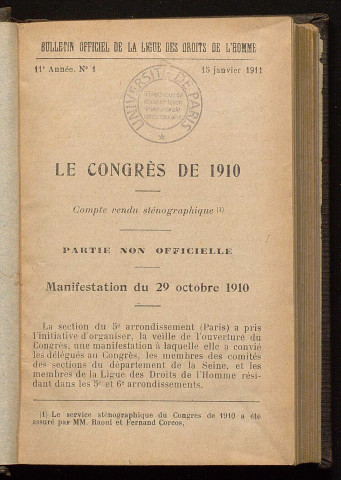 BULLETIN OFFICIEL DE LA LIGUE DES DROITS DE L'HOMME
11e Année. N° 1
15 janvier 1911
UNIVERSITÉ DE PARIS
LE CONGRÈS DE 1910
Compte rendu sténographique (1)
PARTIE NON OFFICIELLE
Manifestation du 29 octobre 1910
La section du 5e arrondissement (Paris) a pris
l'initiative d'organiser, la veille de l'ouverture du
Congrès, une manifestation à laquelle elle a convié
les délégués au Congrès, les membres des comités
des sections du département de la Seine, et les
membres de la Ligue des Droits de l'Homme rési-
dant dans les 5e et 6e arrondissements.
(1) Le service sténographique du Congrès de 1910 a été
assuré par MM. Raoul et Fernand Corcos.